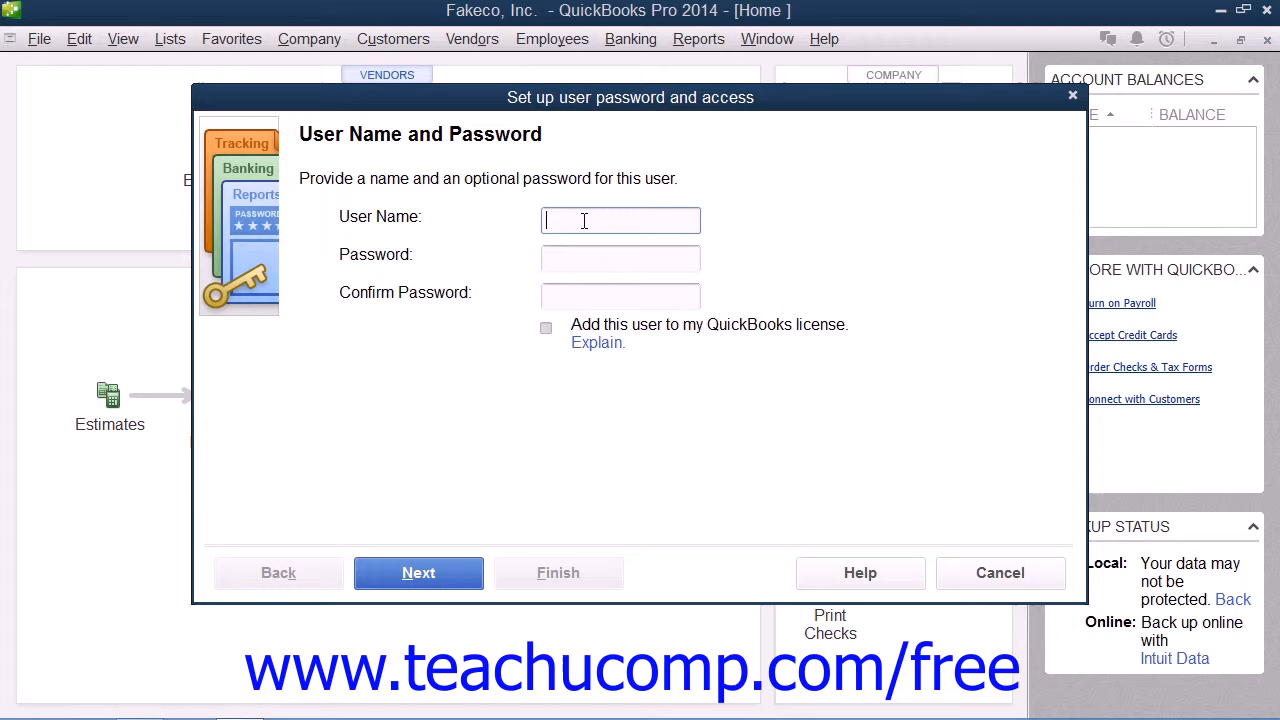 Fakeco, Inc. - QuickBooks Pro 2014 - [Home ]
File Edit View Lists Favorites Company Customers Vendors Employees Banking Reports Window Help
VENDORS
COMPANY
ACCOUNT BALANCES
BALANCE
Set up user password and access
Tracking
Banking
Reports
PASSWORD
User Name and Password
Provide a name and an optional password for this user.
User Name:
Password:
Confirm Password:
Add this user to my QuickBooks license.
Explain.
Back Next Finish Help Cancel
Estimates
Print
Checks
ORE WITH QUICKBO...
urn on Payroll
ccept Credit Cards
rder Checks & Tax Forms
onnect with Customers
KUP STATUS
Local: Your data may
not be
protected. Back
Online: Back up online
with
Intuit Data
www.teachucomp.com/free